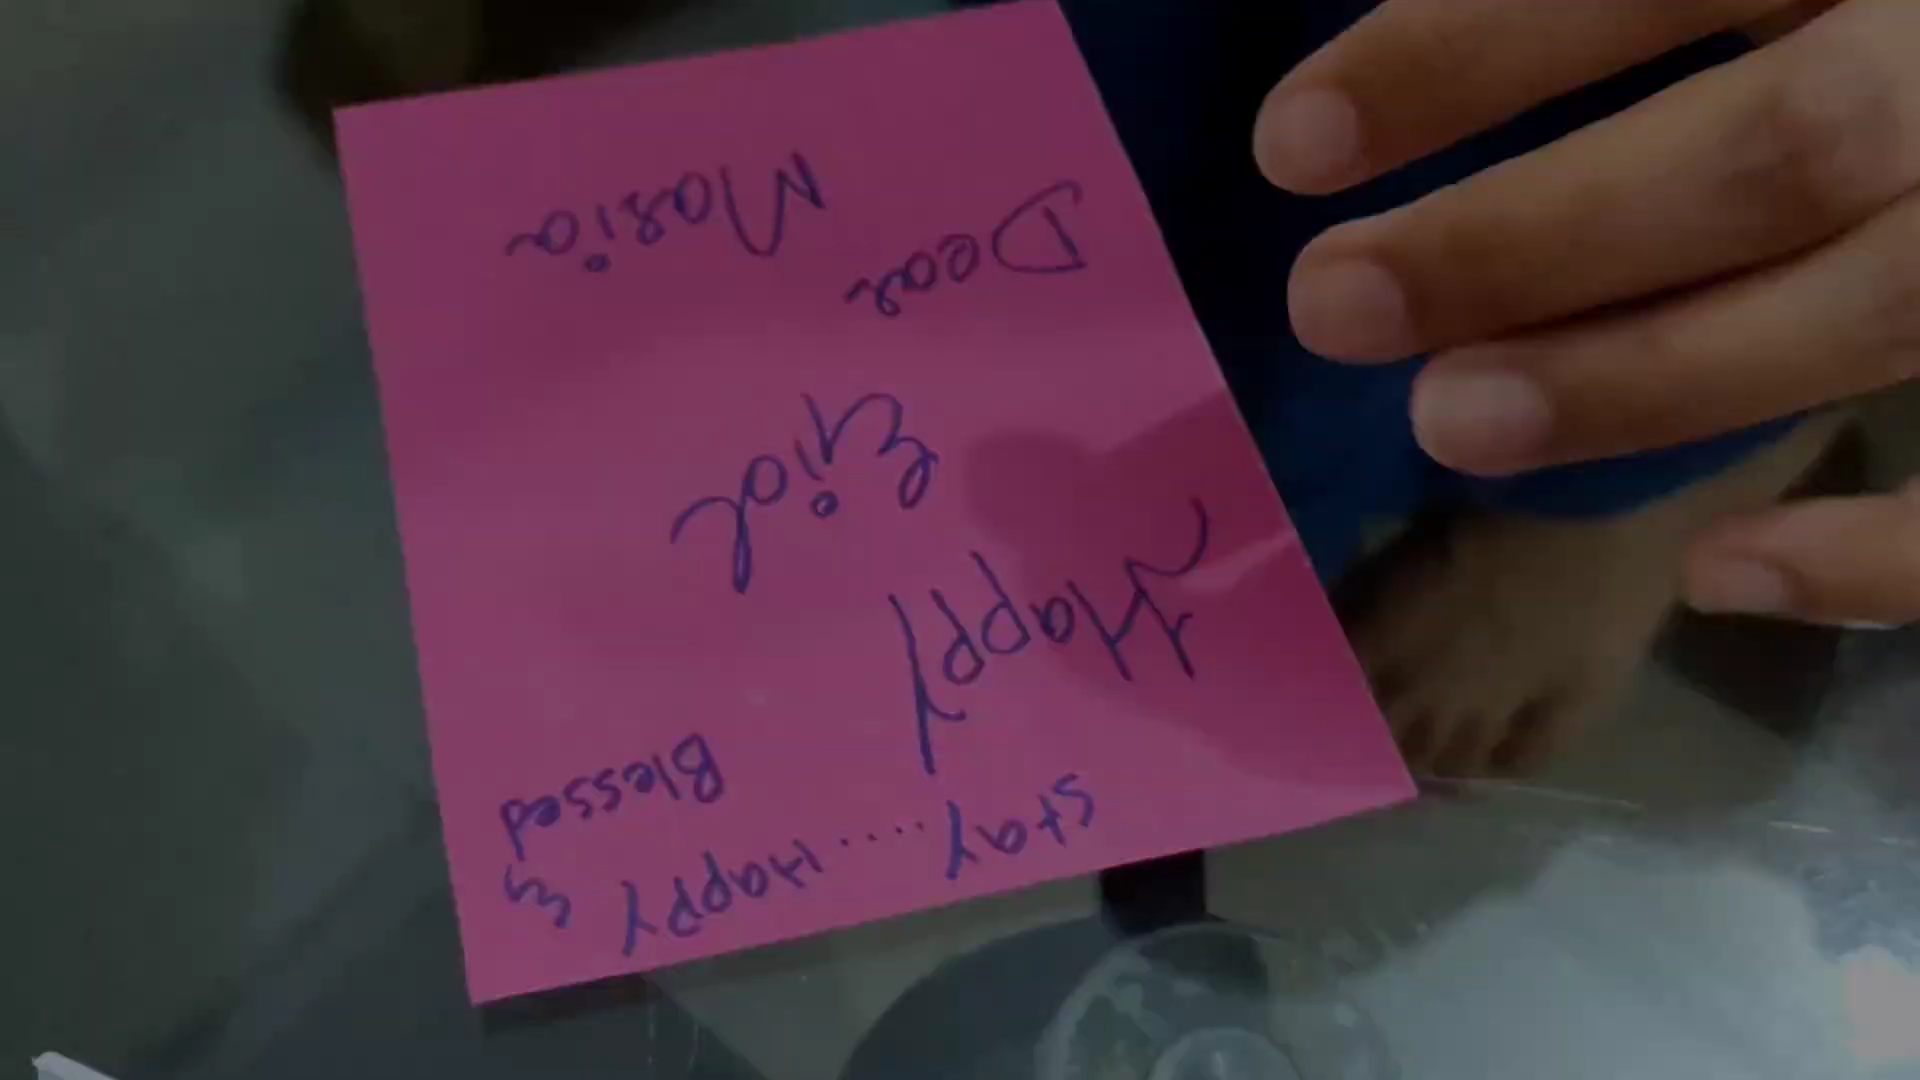 Stay.....Happy &
Blessed
Happy
Eid
Dear
Maria